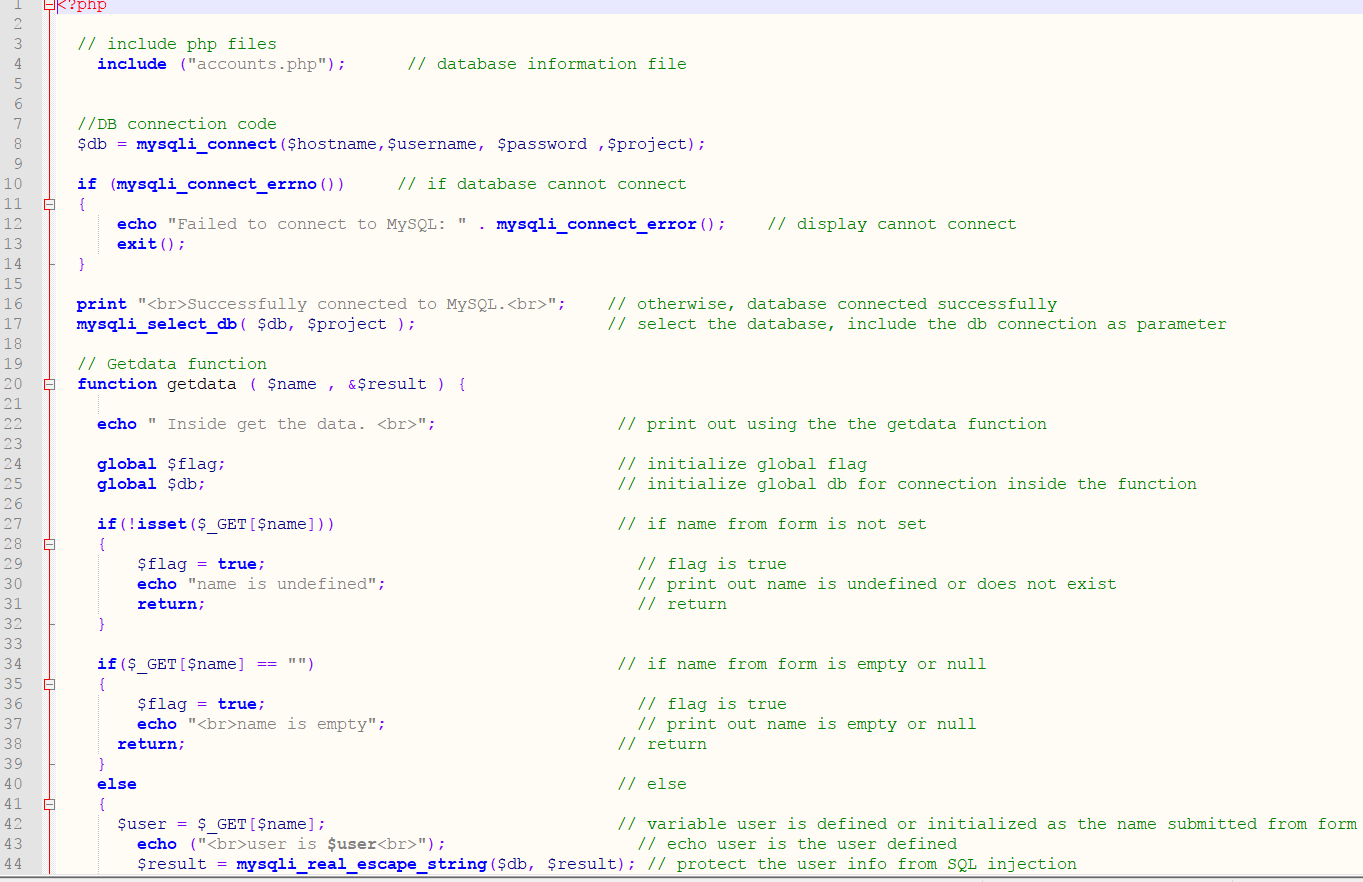 1 <?php
2
3 // include php files
4 include ("accounts.php"); // database information file
5
6
7 //DB connection code
8 $db = mysqli_connect($hostname,$username, $password ,$project);
9
10 if (mysqli_connect_errno()) // if database cannot connect
11 {
12 echo "Failed to connect to MySQL: " . mysqli_connect_error(); // display cannot connect
13 exit();
14 }
15
16 print "<br>Successfully connected to MySQL.<br>"; // otherwise, database connected successfully
17 mysqli_select_db( $db, $project ); // select the database, include the db connection as parameter
18
19 // Getdata function
20 function getdata ( $name , &$result ) {
21
22 echo " Inside get the data. <br>"; // print out using the the getdata function
23
24 global $flag; // initialize global flag
25 global $db; // initialize global db for connection inside the function
26
27 if(!isset($_GET[$name])) // if name from form is not set
28 {
29 $flag = true; // flag is true
30 echo "name is undefined"; // print out name is undefined or does not exist
31 return; // return
32 }
33
34 if($_GET[$name] == "") // if name from form is empty or null
35 {
36 $flag = true; // flag is true
37 echo "<br>name is empty"; // print out name is empty or null
38 return; // return
39 }
40 else // else
41 {
42 $user = $_GET[$name]; // variable user is defined or initialized as the name submitted from form
43 echo ("<br>user is $user<br>"); // echo user is the user defined
44 $result = mysqli_real_escape_string($db, $result); // protect the user info from SQL injection